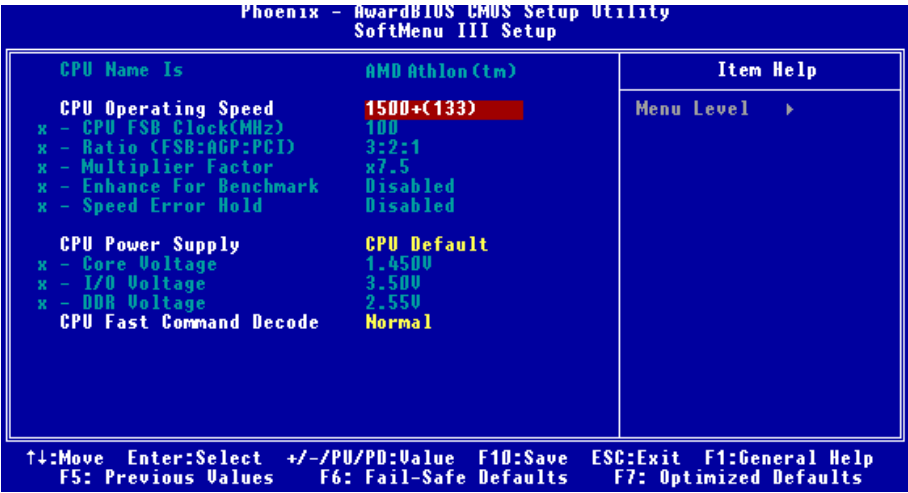 Phoenix - AwardBIOS CMOS Setup Utility
SoftMenu III Setup
CPU Name Is AMD Athlon(tm)
Item Help
CPU Operating Speed 1500+(133)
Menu Level ▸
x - CPU FSB Clock(MHz) 100
x - Ratio (FSB:AGP:PCI) 3:2:1
x - Multiplier Factor x7.5
x - Enhance For Benchmark Disabled
x - Speed Error Hold Disabled
CPU Power Supply CPU Default
x - Core Voltage 1.450V
x - I/O Voltage 3.50V
x - DDR Voltage 2.55V
CPU Fast Command Decode Normal
↑↓:Move Enter:Select +/-/PU/PD:Value F10:Save ESC:Exit F1:General Help
F5: Previous Values F6: Fail-Safe Defaults F7: Optimized Defaults